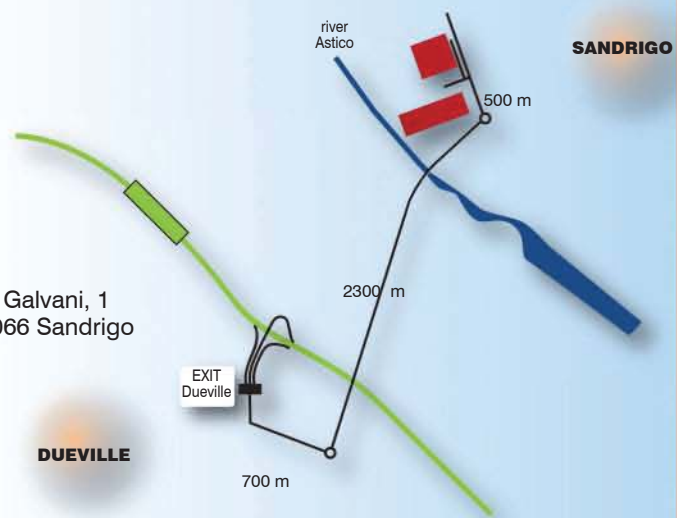 river
Astico
SANDRIGO
500 m
2300 m
Galvani, 1
066 Sandrigo
EXIT
Dueville
DUEVILLE
700 m